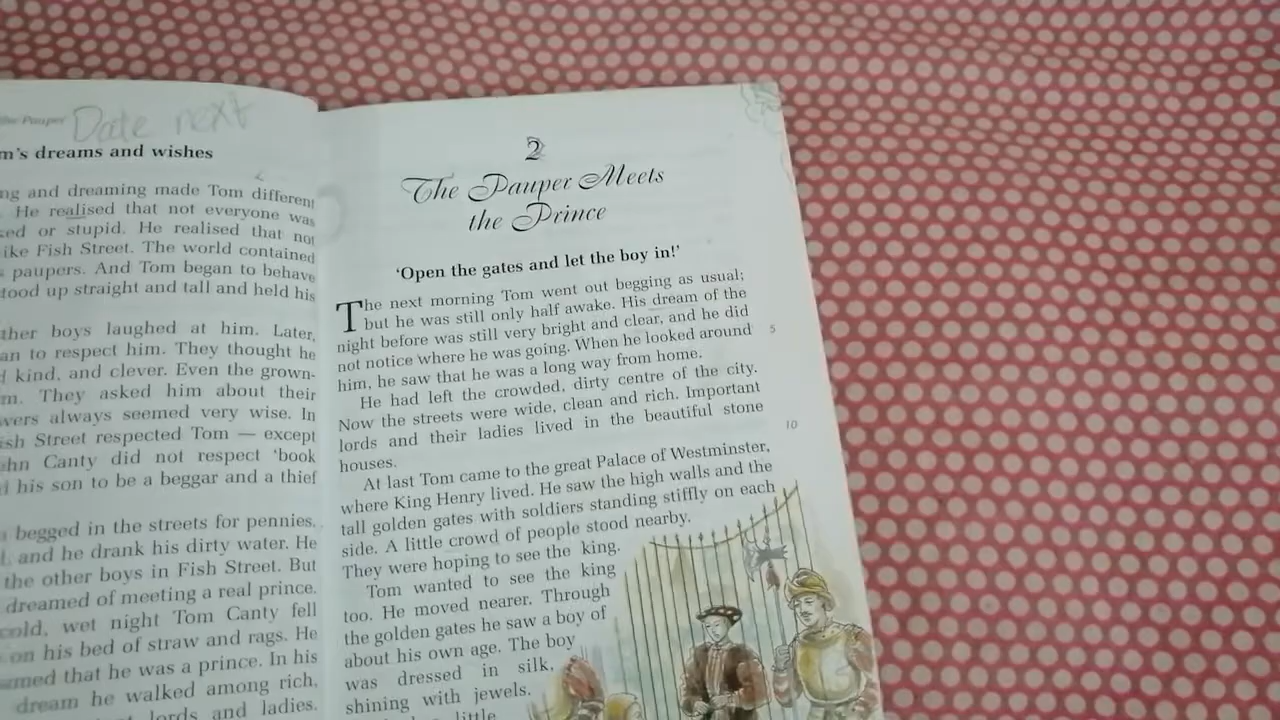 the Pauper
Date next
m's dreams and wishes
ng and dreaming made Tom different
. He realised that not everyone was
ked or stupid. He realised that not
ike Fish Street. The world contained
s paupers. And Tom began to behave
tood up straight and tall and held his
ther boys laughed at him. Later,
an to respect him. They thought he
d kind, and clever. Even the grown-
m. They asked him about their
wers always seemed very wise. In
sh Street respected Tom — except
ohn Canty did not respect 'book
d his son to be a beggar and a thief
begged in the streets for pennies.
, and he drank his dirty water. He
the other boys in Fish Street. But
dreamed of meeting a real prince.
cold, wet night Tom Canty fell
on his bed of straw and rags. He
amed that he was a prince. In his
dream he walked among rich,
lords and ladies.
2
The Pauper Meets
the Prince
'Open the gates and let the boy in!'
The next morning Tom went out begging as usual;
but he was still only half awake. His dream of the
night before was still very bright and clear, and he did
not notice where he was going. When he looked around 5
him, he saw that he was a long way from home.
He had left the crowded, dirty centre of the city.
Now the streets were wide, clean and rich. Important
lords and their ladies lived in the beautiful stone
houses. 10
At last Tom came to the great Palace of Westminster,
where King Henry lived. He saw the high walls and the
tall golden gates with soldiers standing stiffly on each
side. A little crowd of people stood nearby.
They were hoping to see the king.
Tom wanted to see the king
too. He moved nearer. Through
the golden gates he saw a boy of
about his own age. The boy
was dressed in silk,
shining with jewels.
little